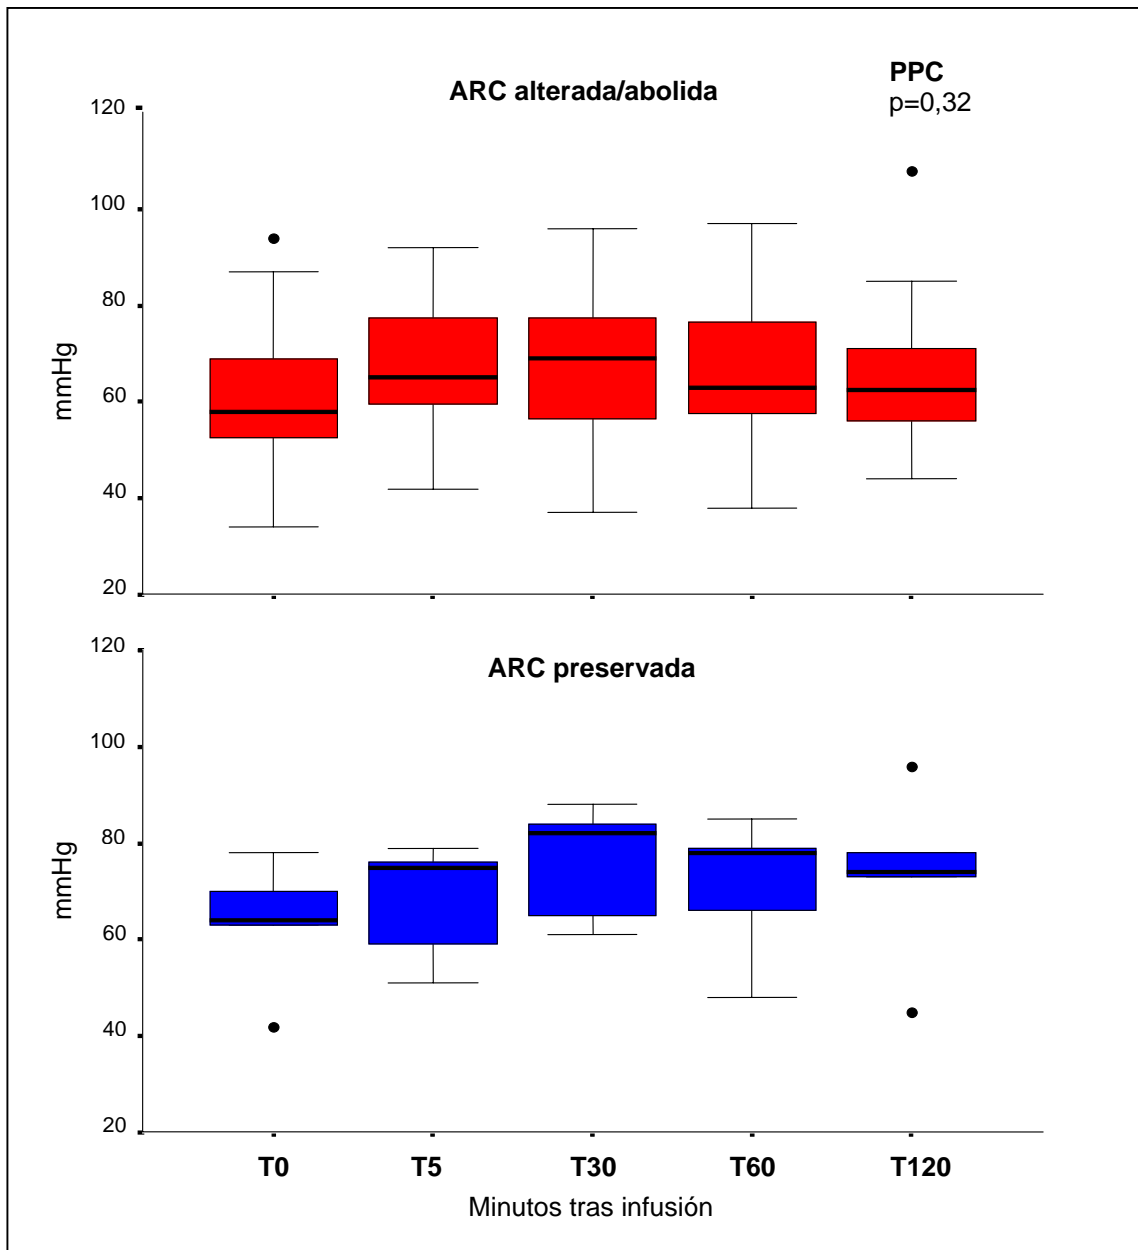 PPC
ARC alterada/abolida
p=0,32
120
100
80
60
40
20
mmHg
120
ARC preservada
100
80
60
40
20
mmHg
T0 T5 T30 T60 T120
Minutos tras infusión